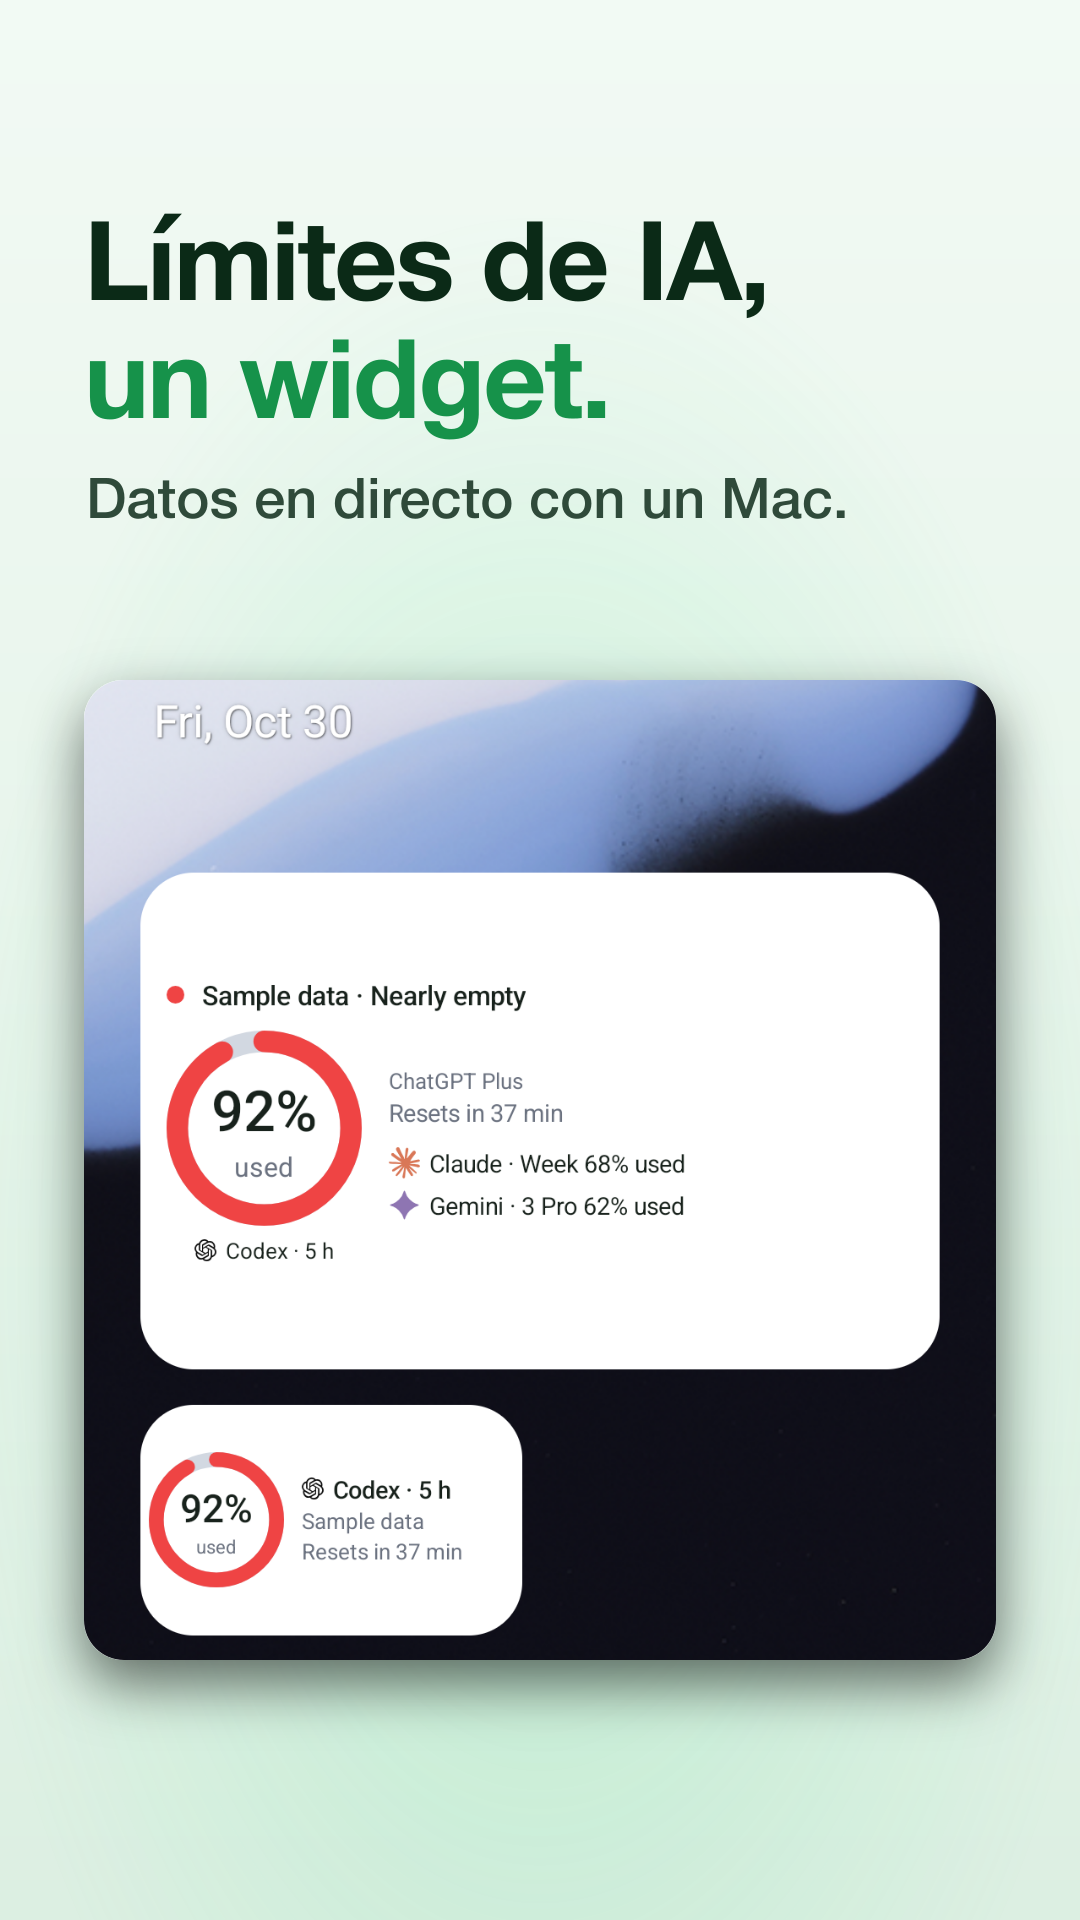 Límites de IA,
un widget.
Datos en directo con un Mac.
Fri, Oct 30
Sample data · Nearly empty
92%
used
Codex · 5 h
ChatGPT Plus
Resets in 37 min
Claude · Week 68% used
Gemini · 3 Pro 62% used
92%
used
Codex · 5 h
Sample data
Resets in 37 min